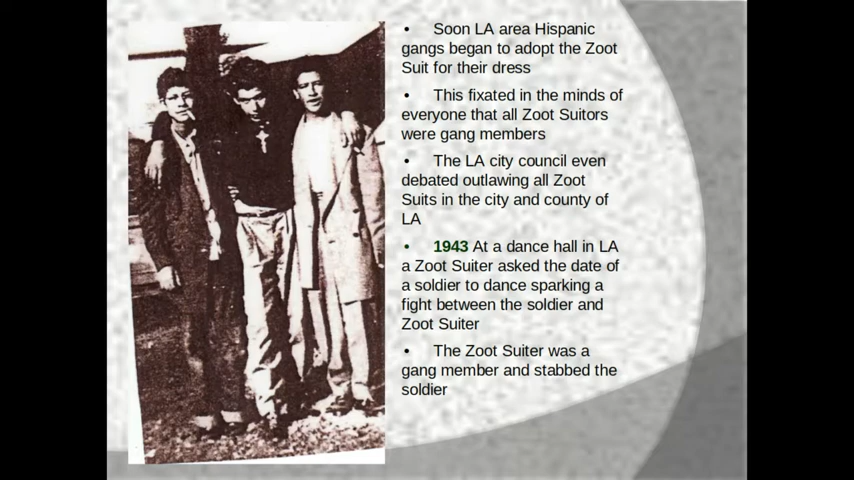 • Soon LA area Hispanic
gangs began to adopt the Zoot
Suit for their dress
• This fixated in the minds of
everyone that all Zoot Suitors
were gang members
• The LA city council even
debated outlawing all Zoot
Suits in the city and county of
LA
• 1943 At a dance hall in LA
a Zoot Suiter asked the date of
a soldier to dance sparking a
fight between the soldier and
Zoot Suiter
• The Zoot Suiter was a
gang member and stabbed the
soldier